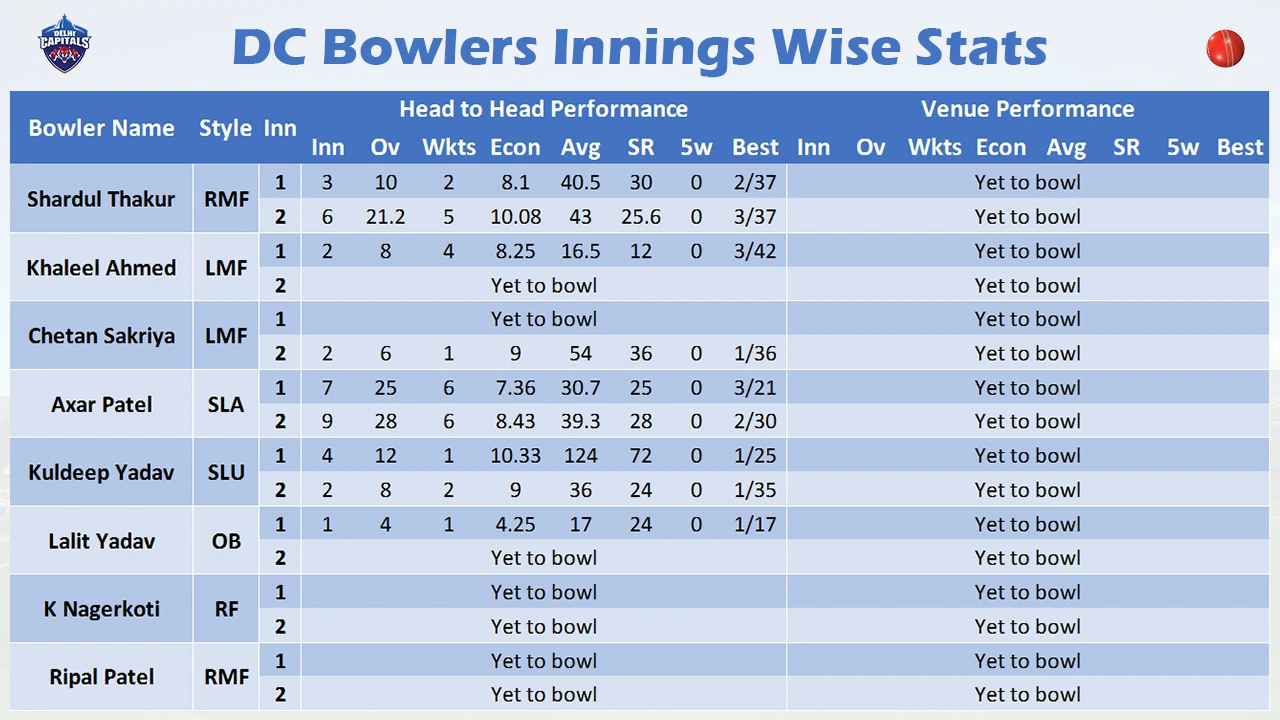 DELHI
CAPITALS
DC Bowlers Innings Wise Stats
Head to Head Performance Venue Performance
Bowler Name Style Inn
Inn Ov Wkts Econ Avg SR 5w Best Inn Ov Wkts Econ Avg SR 5w Best
Shardul Thakur RMF
1 3 10 2 8.1 40.5 30 0 2/37 Yet to bowl
2 6 21.2 5 10.08 43 25.6 0 3/37 Yet to bowl
Khaleel Ahmed LMF
1 2 8 4 8.25 16.5 12 0 3/42 Yet to bowl
2 Yet to bowl Yet to bowl
Chetan Sakriya LMF
1 Yet to bowl Yet to bowl
2 2 6 1 9 54 36 0 1/36 Yet to bowl
Axar Patel SLA
1 7 25 6 7.36 30.7 25 0 3/21 Yet to bowl
2 9 28 6 8.43 39.3 28 0 2/30 Yet to bowl
Kuldeep Yadav SLU
1 4 12 1 10.33 124 72 0 1/25 Yet to bowl
2 2 8 2 9 36 24 0 1/35 Yet to bowl
Lalit Yadav OB
1 1 4 1 4.25 17 24 0 1/17 Yet to bowl
2 Yet to bowl Yet to bowl
K Nagerkoti RF
1 Yet to bowl Yet to bowl
2 Yet to bowl Yet to bowl
Ripal Patel RMF
1 Yet to bowl Yet to bowl
2 Yet to bowl Yet to bowl